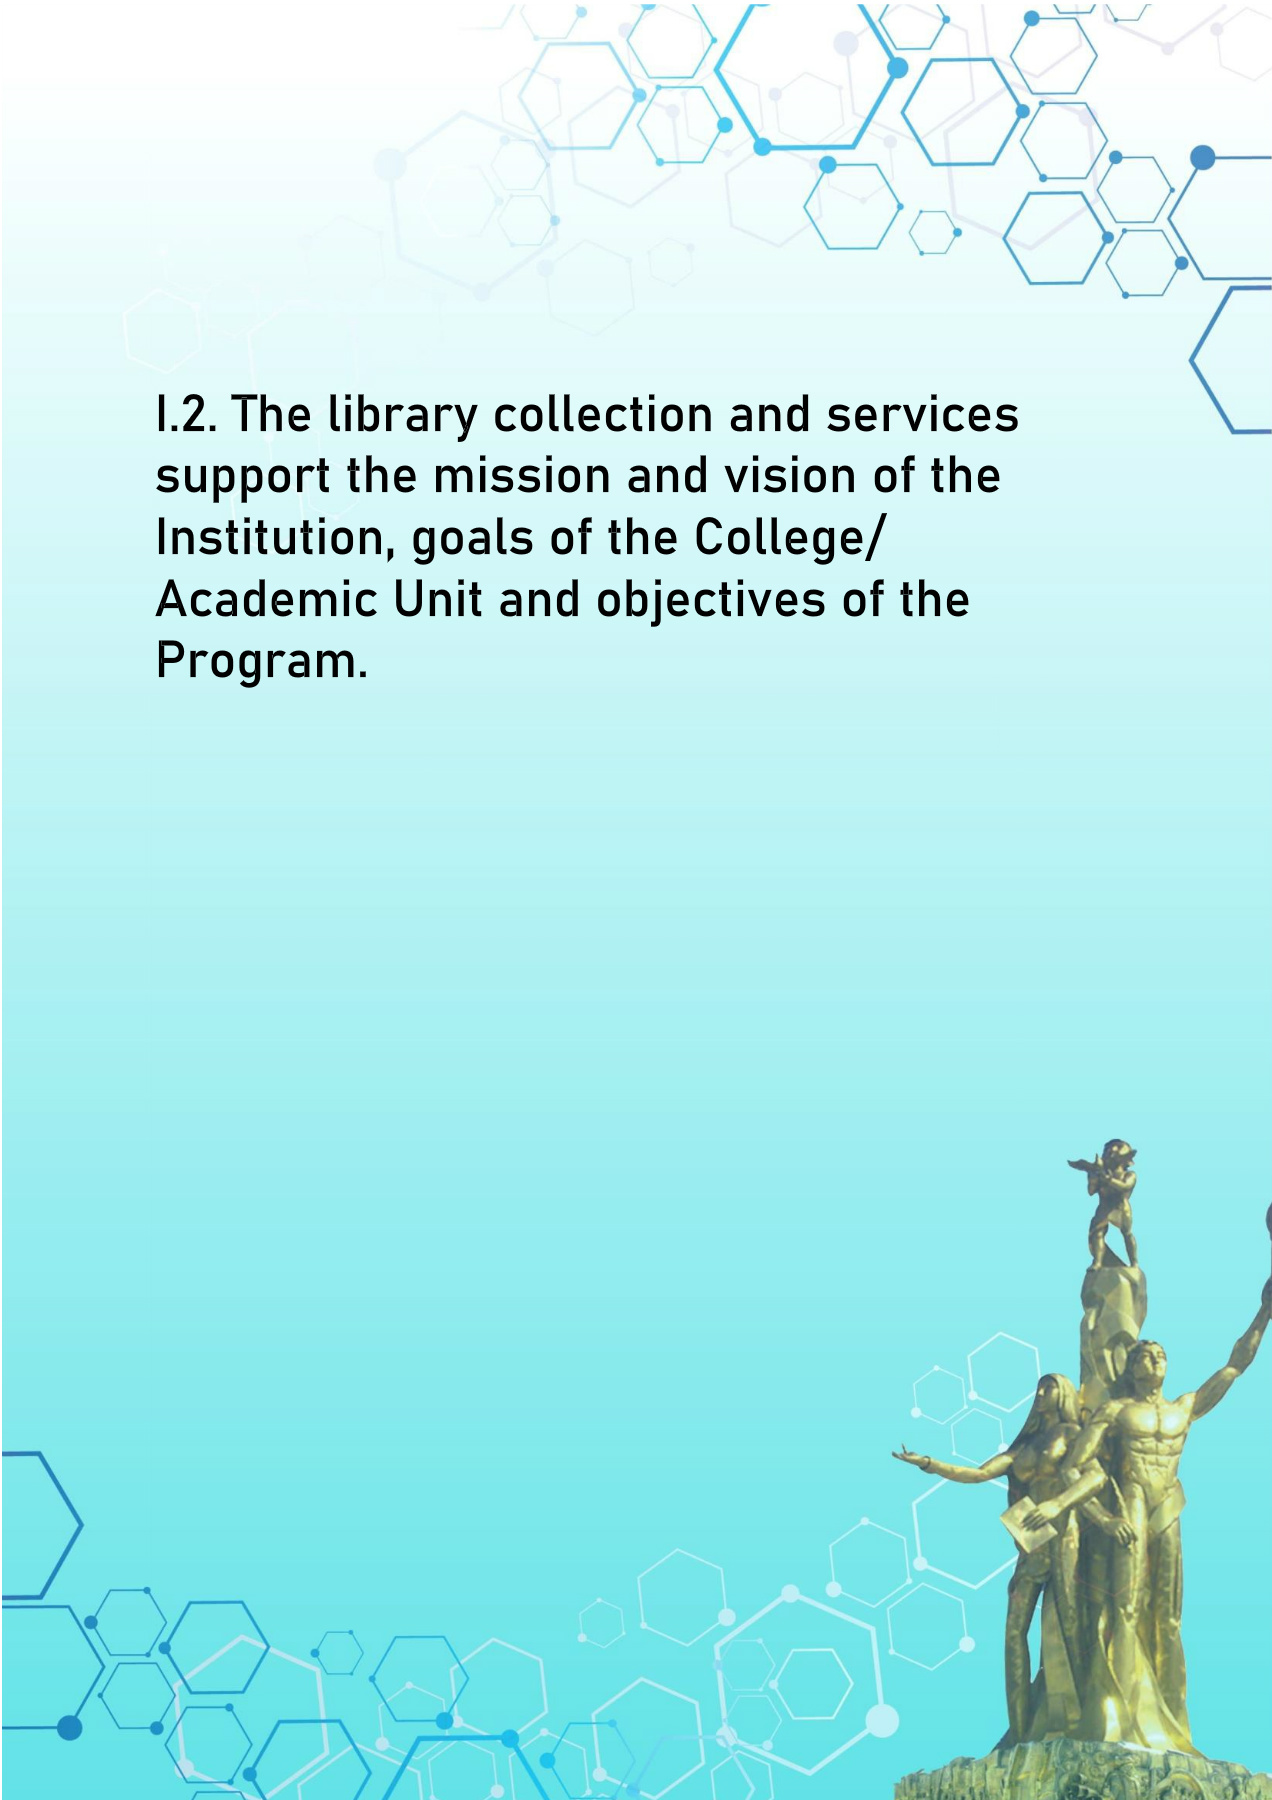 I.2. The library collection and services
support the mission and vision of the
Institution, goals of the College/
Academic Unit and objectives of the
Program.